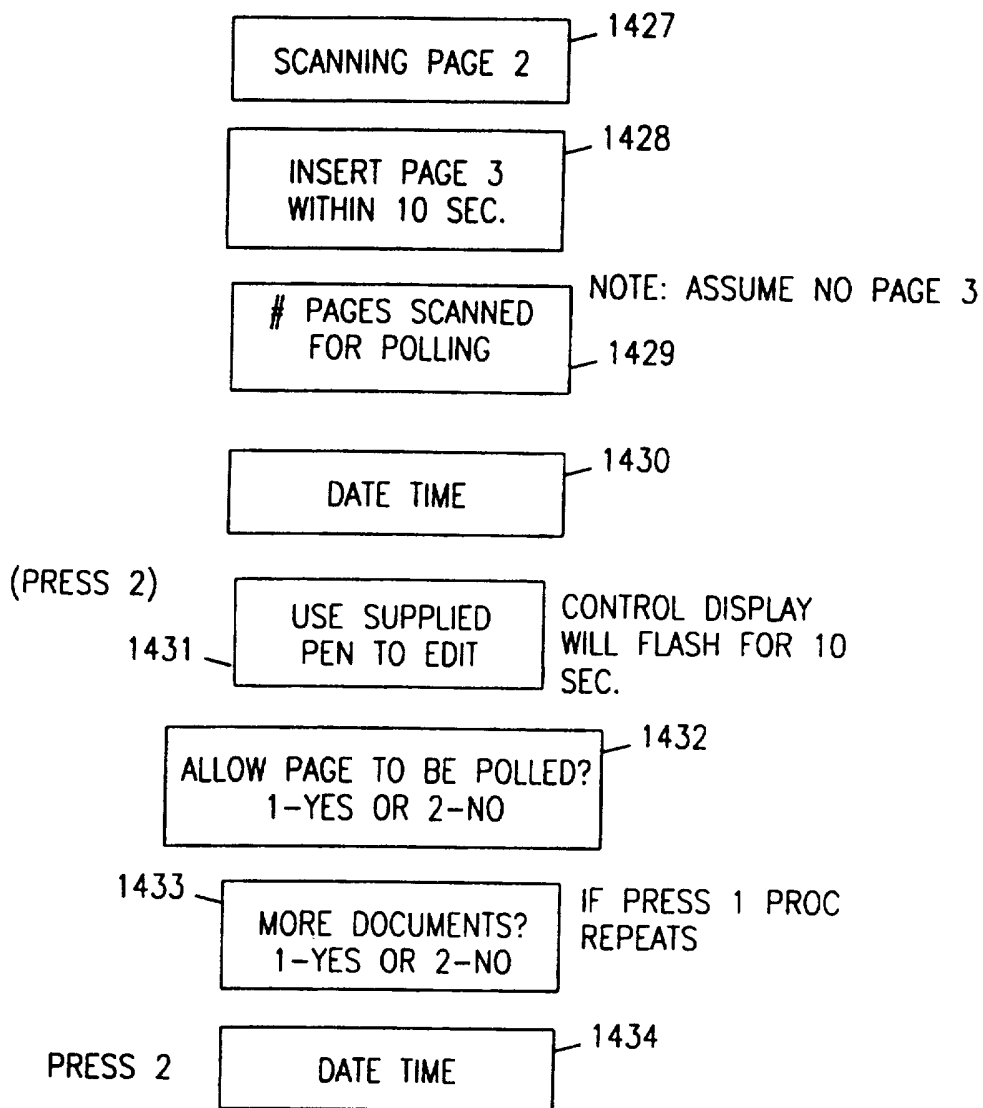 1427
SCANNING PAGE 2
1428
INSERT PAGE 3
WITHIN 10 SEC.
NOTE: ASSUME NO PAGE 3
# PAGES SCANNED
FOR POLLING
1429
1430
DATE TIME
(PRESS 2)
USE SUPPLIED
PEN TO EDIT
1431
CONTROL DISPLAY
WILL FLASH FOR 10
SEC.
1432
ALLOW PAGE TO BE POLLED?
1-YES OR 2-NO
1433
MORE DOCUMENTS?
1-YES OR 2-NO
IF PRESS 1 PROC
REPEATS
1434
PRESS 2
DATE TIME